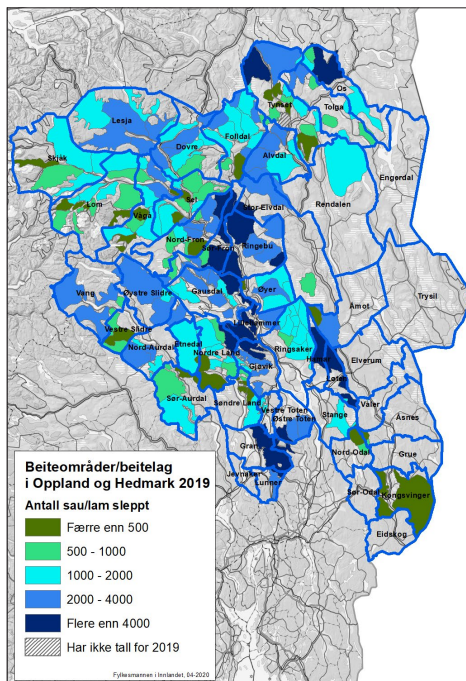 Os
Tynset
Tolga
Lesja
Folldal
Dovre
Alvdal
Engerdal
Skjåk
Rendalen
Lom
Sel
Vågå
Stor-Elvdal
Nord-Fron
Sør-Fron
Ringebu
Trysil
Vang
Øystre Slidre
Gausdal
Øyer
Åmot
Vestre Slidre
Lillehammer
Nord-Aurdal
Etnedal
Nordre Land
Ringsaker
Hamar
Elverum
Gjøvik
Løten
Sør-Aurdal
Søndre Land
Vestre Toten
Østre Toten
Stange
Våler
Åsnes
Gran
Nord-Odal
Grue
Jevnaker
Lunner
Sør-Odal
Kongsvinger
Eidskog
Beiteområder/beitelag
i Oppland og Hedmark 2019
Antall sau/lam sleppt
Færre enn 500
500 - 1000
1000 - 2000
2000 - 4000
Flere enn 4000
Har ikke tall for 2019
Fylkesmannen i Innlandet, 04-2020